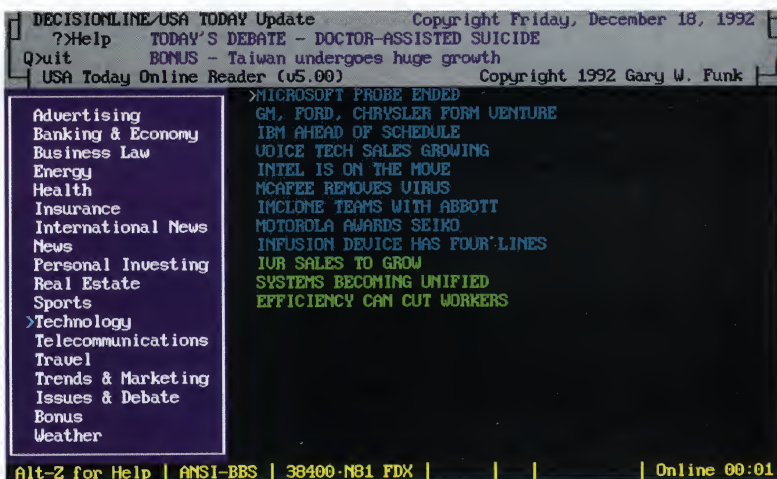 DECISIONLINE/USA TODAY Update Copyright Friday, December 18, 1992
?>Help TODAY'S DEBATE - DOCTOR-ASSISTED SUICIDE
Q>uit BONUS - Taiwan undergoes huge growth
USA Today Online Reader (v5.00) Copyright 1992 Gary W. Funk
Advertising
Banking & Economy
Business Law
Energy
Health
Insurance
International News
News
Personal Investing
Real Estate
Sports
>Technology
Telecommunications
Travel
Trends & Marketing
Issues & Debate
Bonus
Weather
>MICROSOFT PROBE ENDED
GM, FORD, CHRYSLER FORM VENTURE
IBM AHEAD OF SCHEDULE
VOICE TECH SALES GROWING
INTEL IS ON THE MOVE
MCAFEE REMOVES VIRUS
IMCLONE TEAMS WITH ABBOTT
MOTOROLA AWARDS SEIKO
INFUSION DEVICE HAS FOUR LINES
IVR SALES TO GROW
SYSTEMS BECOMING UNIFIED
EFFICIENCY CAN CUT WORKERS
Alt-Z for Help | ANSI-BBS | 38400·N81 FDX | | | | Online 00:01